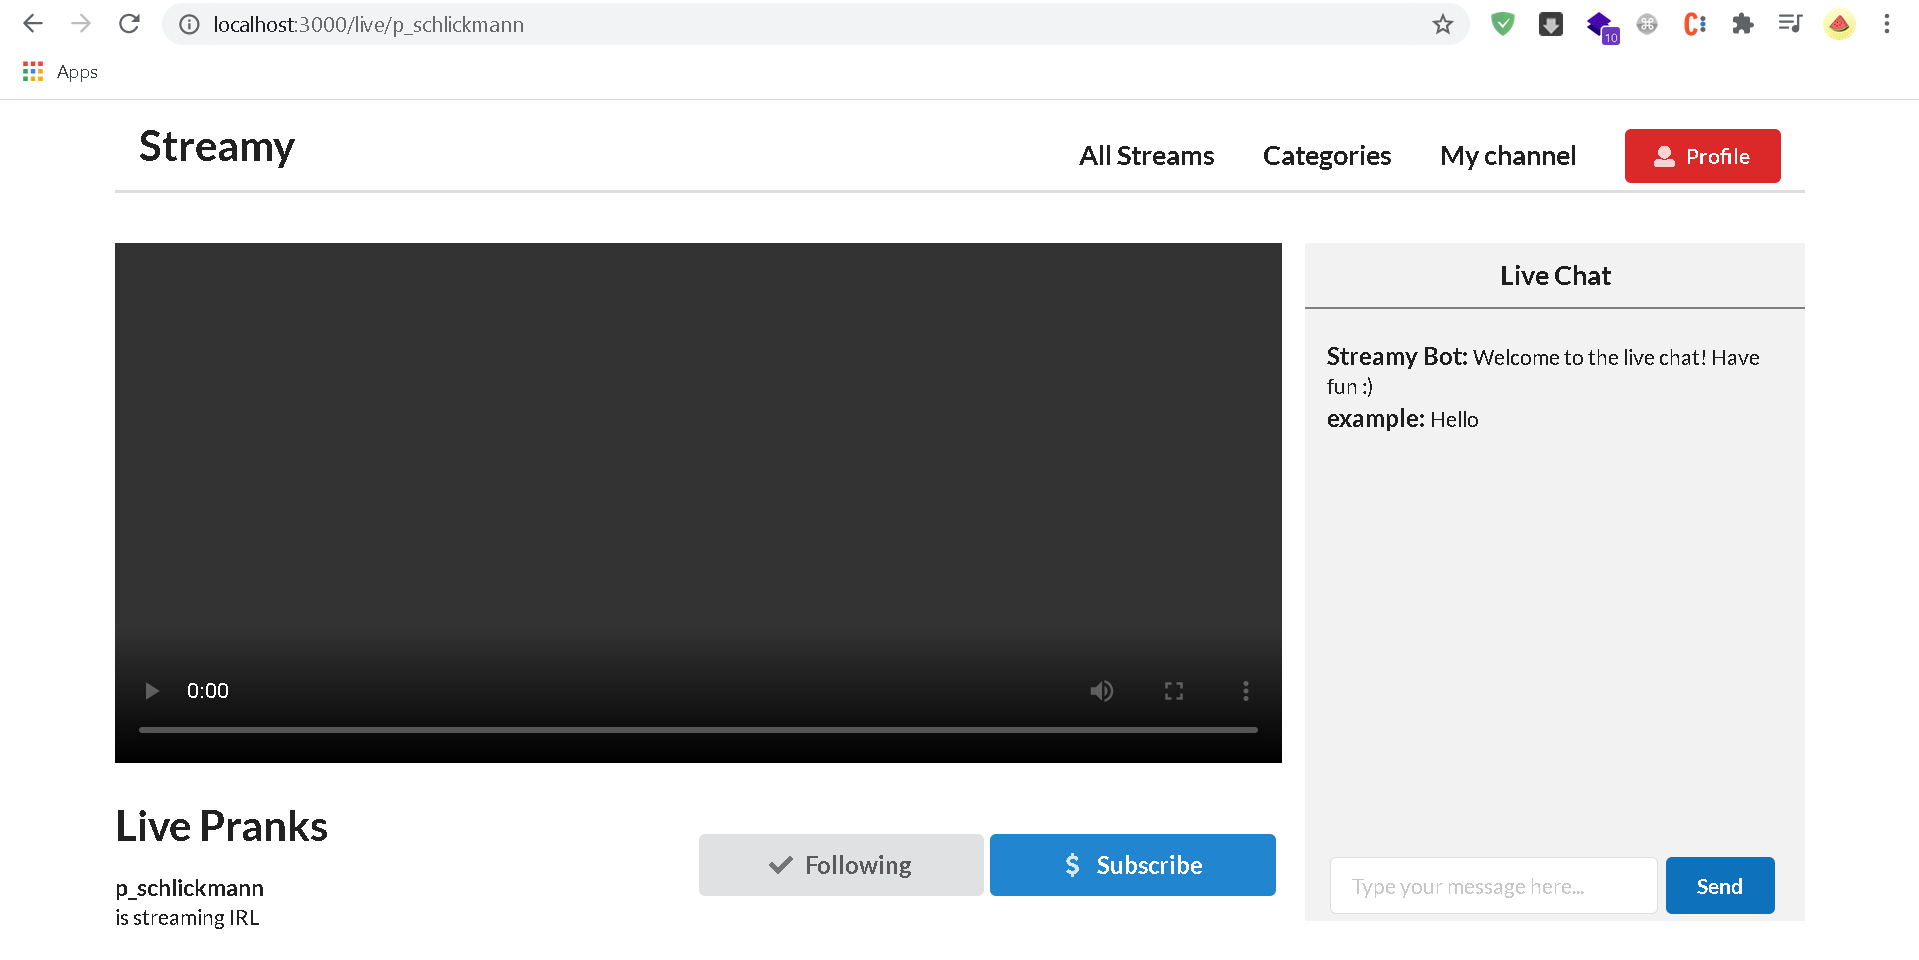 localhost:3000/live/p_schlickmann
10
Apps
Streamy
All Streams
Categories
My channel
Profile
0:00
Live Pranks
p_schlickmann
is streaming IRL
Following
$ Subscribe
Live Chat
Streamy Bot: Welcome to the live chat! Have
fun :)
example: Hello
Type your message here...
Send